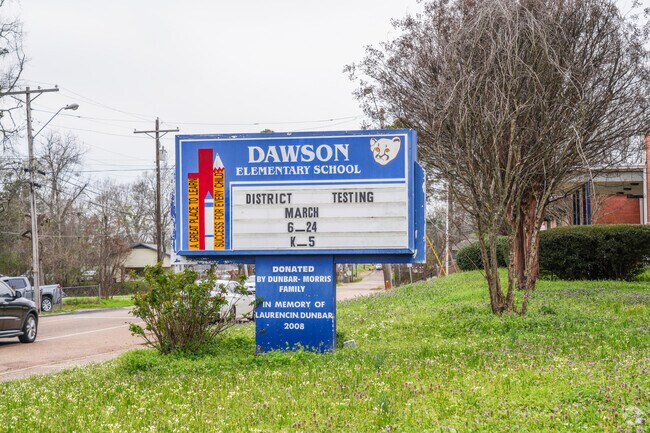 DAWSON
ELEMENTARY SCHOOL
A GREAT PLACE TO LEARN
SUCCESS FOR EVERY CHILD!
DISTRICT TESTING
MARCH
6_24
K_5
DONATED
BY DUNBAR- MORRIS
FAMILY
IN MEMORY OF
LAURENCIN.DUNBAR.
2008